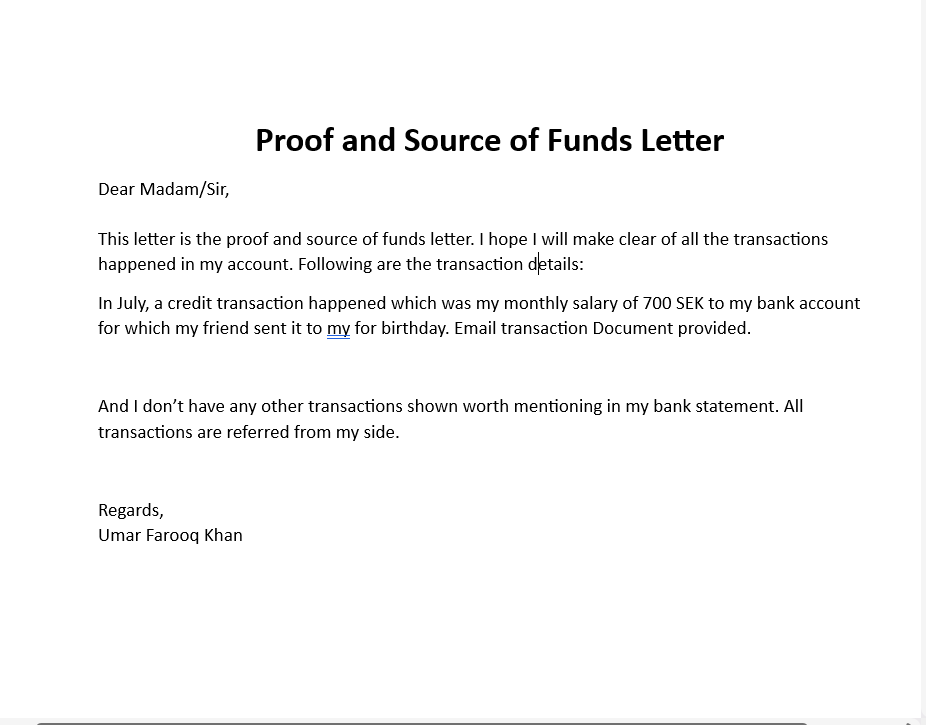 Proof and Source of Funds Letter
Dear Madam/Sir,
This letter is the proof and source of funds letter. I hope I will make clear of all the transactions
happened in my account. Following are the transaction details:
In July, a credit transaction happened which was my monthly salary of 700 SEK to my bank account
for which my friend sent it to my for birthday. Email transaction Document provided.
And I don’t have any other transactions shown worth mentioning in my bank statement. All
transactions are referred from my side.
Regards,
Umar Farooq Khan